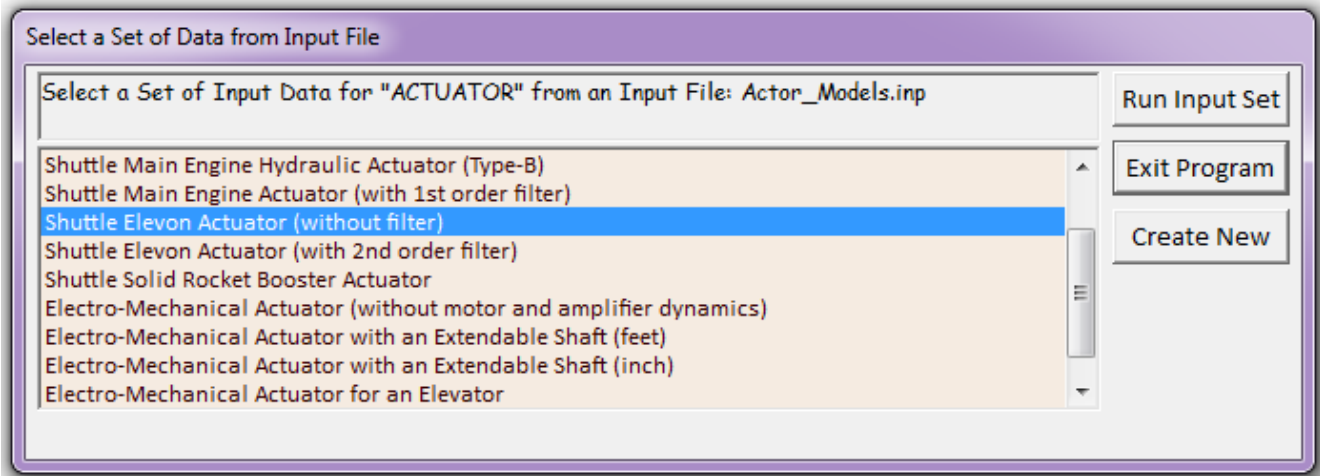 Select a Set of Data from Input File
Select a Set of Input Data for "ACTUATOR" from an Input File: Actor_Models.inp
Run Input Set
Shuttle Main Engine Hydraulic Actuator (Type-B)
Exit Program
Shuttle Main Engine Actuator (with 1st order filter)
Shuttle Elevon Actuator (without filter)
Create New
Shuttle Elevon Actuator (with 2nd order filter)
Shuttle Solid Rocket Booster Actuator
Electro-Mechanical Actuator (without motor and amplifier dynamics)
Electro-Mechanical Actuator with an Extendable Shaft (feet)
Electro-Mechanical Actuator with an Extendable Shaft (inch)
Electro-Mechanical Actuator for an Elevator